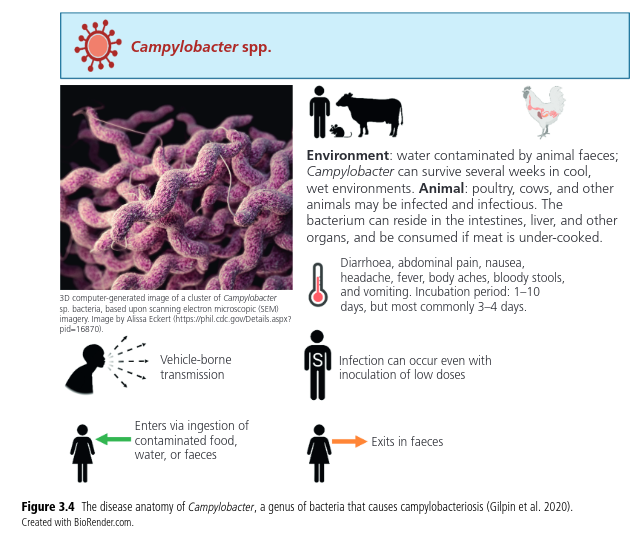 Campylobacter spp.
Environment: water contaminated by animal faeces;
Campylobacter can survive several weeks in cool,
wet environments. Animal: poultry, cows, and other
animals may be infected and infectious. The
bacterium can reside in the intestines, liver, and other
organs, and be consumed if meat is under-cooked.
3D computer-generated image of a cluster of Campylobacter
sp. bacteria, based upon scanning electron microscopic (SEM)
imagery. Image by Alissa Eckert (https://phil.cdc.gov/Details.aspx?
pid=16870).
Diarrhoea, abdominal pain, nausea,
headache, fever, body aches, bloody stools,
and vomiting. Incubation period: 1–10
days, but most commonly 3–4 days.
Vehicle-borne
transmission
S
Infection can occur even with
inoculation of low doses
Enters via ingestion of
contaminated food,
water, or faeces
Exits in faeces
Figure 3.4 The disease anatomy of Campylobacter, a genus of bacteria that causes campylobacteriosis (Gilpin et al. 2020).
Created with BioRender.com.